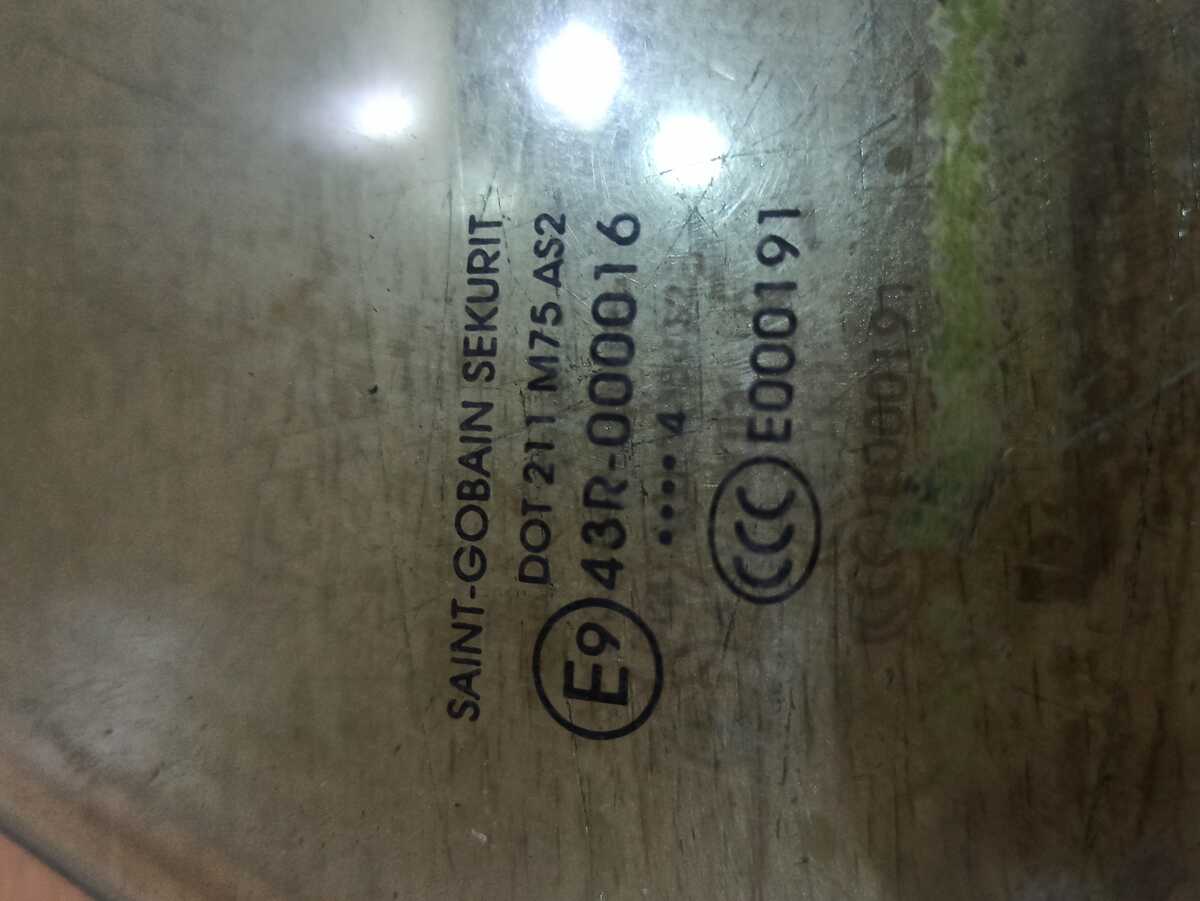 SAINT-GOBAIN SEKURIT
DOT 211 M75 AS2
E9 43R-000016
••••• 4
CCC E000191